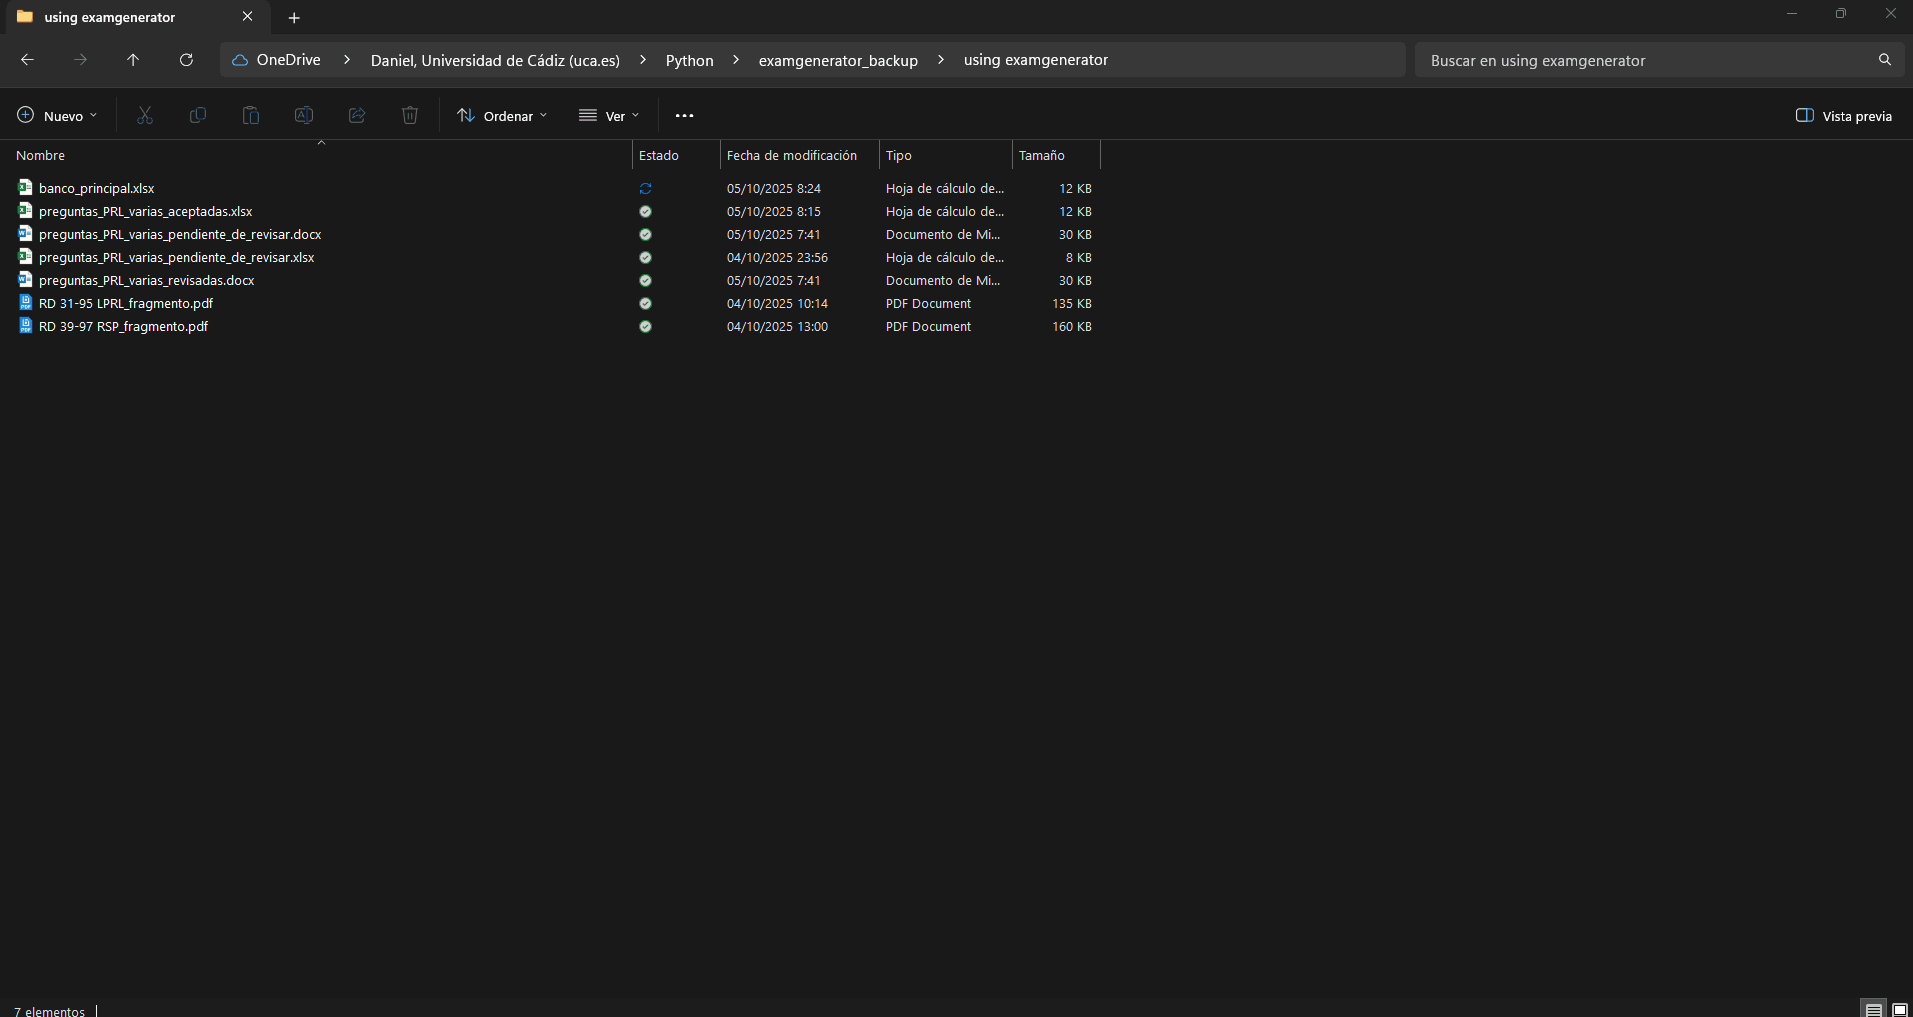 using examgenerator
OneDrive > Daniel, Universidad de Cádiz (uca.es) > Python > examgenerator_backup > using examgenerator
Buscar en using examgenerator
Nuevo
Ordenar
Ver
Vista previa
Nombre Estado Fecha de modificación Tipo Tamaño
banco_principal.xlsx 05/10/2025 8:24 Hoja de cálculo de... 12 KB
preguntas_PRL_varias_aceptadas.xlsx 05/10/2025 8:15 Hoja de cálculo de... 12 KB
preguntas_PRL_varias_pendiente_de_revisar.docx 05/10/2025 7:41 Documento de Mi... 30 KB
preguntas_PRL_varias_pendiente_de_revisar.xlsx 04/10/2025 23:56 Hoja de cálculo de... 8 KB
preguntas_PRL_varias_revisadas.docx 05/10/2025 7:41 Documento de Mi... 30 KB
RD 31-95 LPRL_fragmento.pdf 04/10/2025 10:14 PDF Document 135 KB
RD 39-97 RSP_fragmento.pdf 04/10/2025 13:00 PDF Document 160 KB
7 elementos